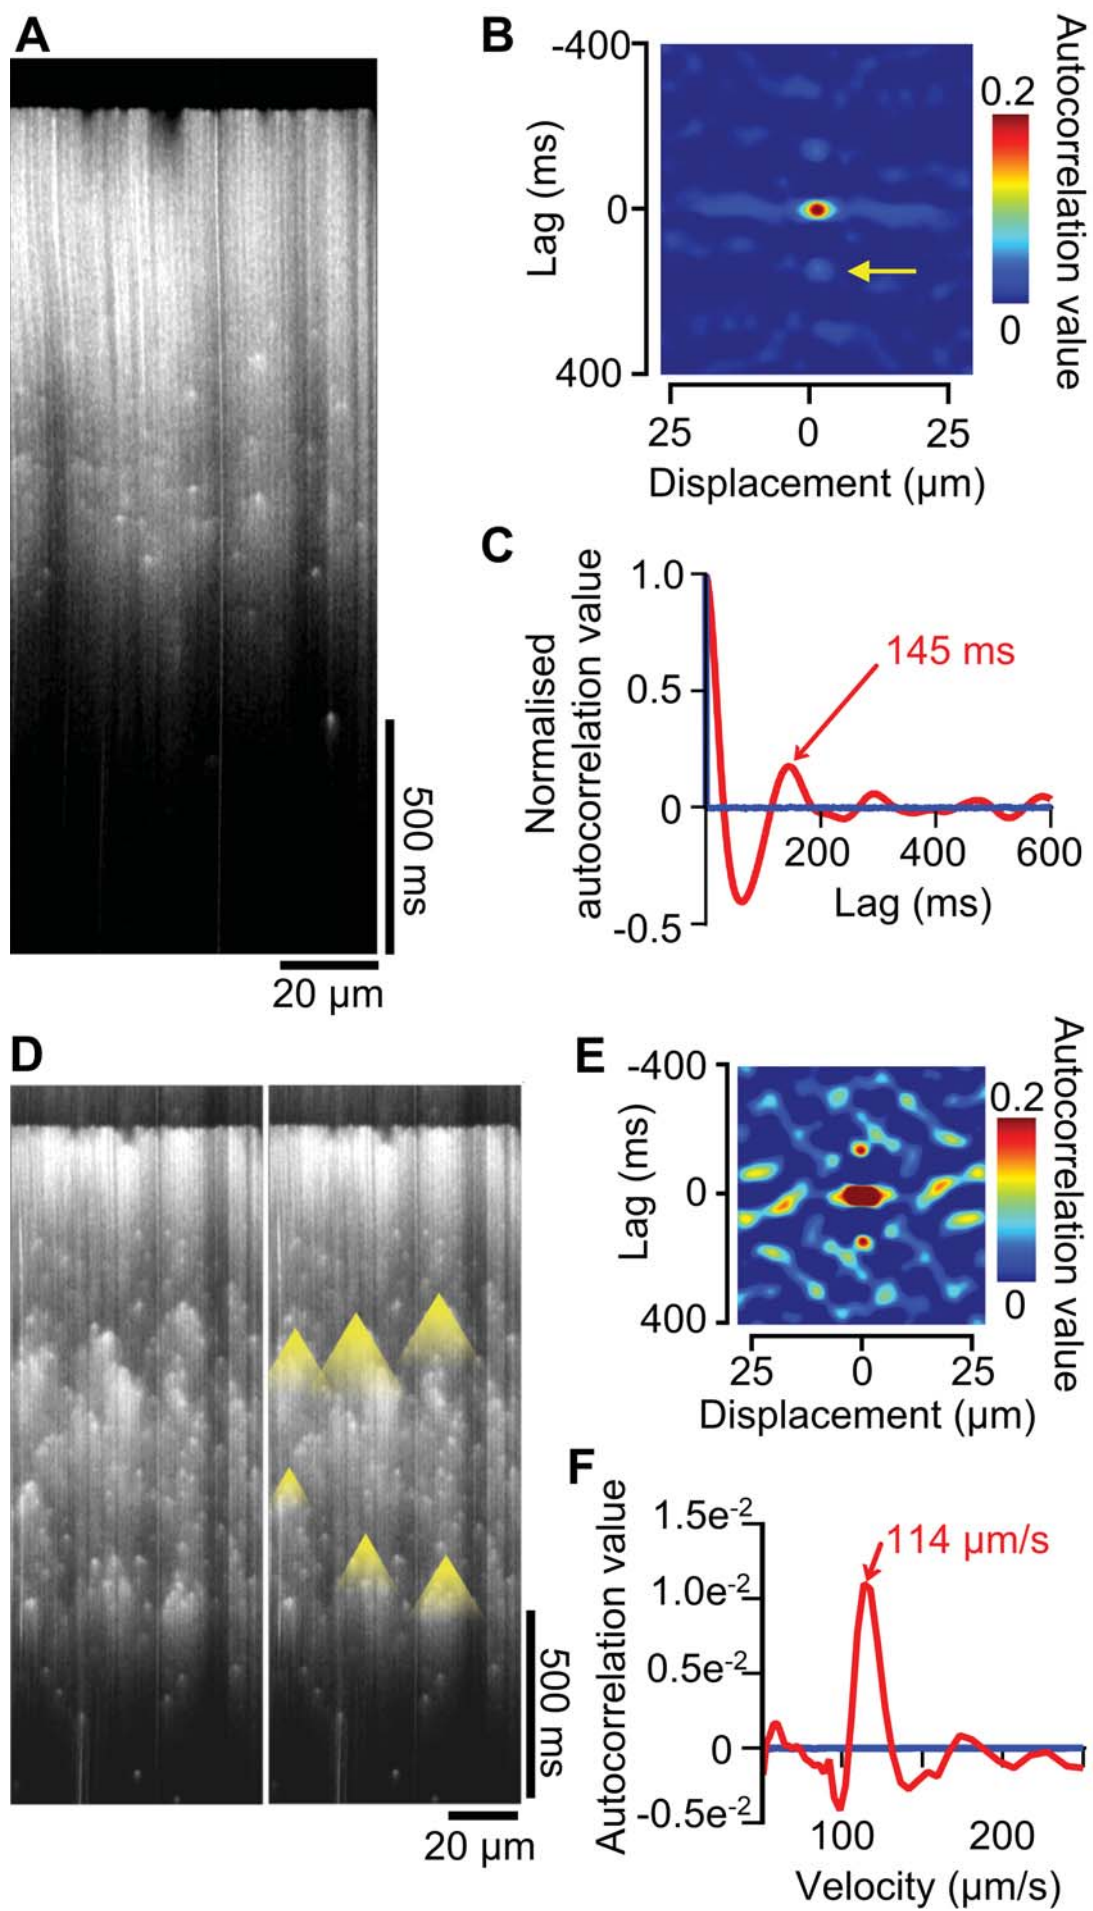 A
500 ms
20 µm
B
-400
0
400
Lag (ms)
25
0
25
Displacement (µm)
0.2
0
Autocorrelation value
C
Normalised
autocorrelation value
1.0
0.5
0
-0.5
145 ms
200
400
600
Lag (ms)
D
500 ms
20 µm
E
-400
0
400
Lag (ms)
25
0
25
Displacement (µm)
0.2
0
Autocorrelation value
F
Autocorrelation value
1.5e-2
1.0e-2
0.5e-2
0
-0.5e-2
114 µm/s
100
200
Velocity (µm/s)